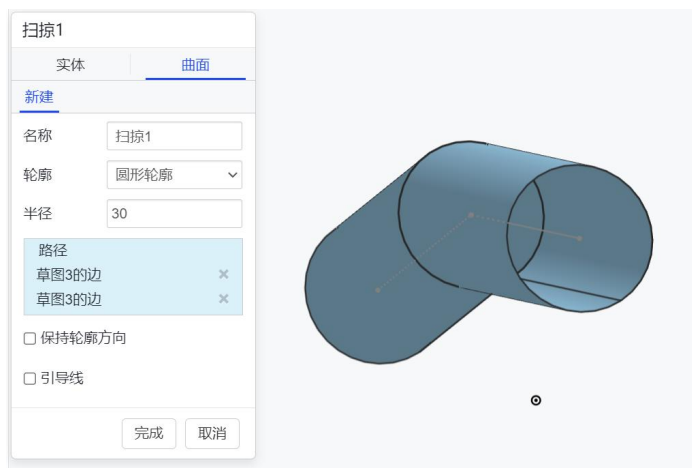 扫掠1
实体 曲面
新建
名称 扫掠1
轮廓 圆形轮廓
半径 30
路径
草图3的边
草图3的边
保持轮廓方向
引导线
完成 取消